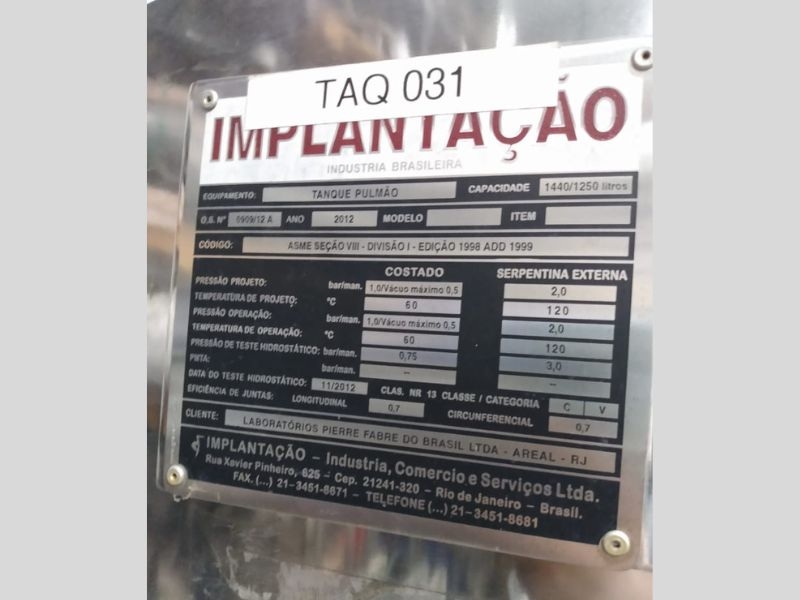 TAQ 031
IMPLANTAÇÃO
INDUSTRIA BRASILEIRA
EQUIPAMENTO: TANQUE PULMÃO CAPACIDADE 1440/1250 litros
O.S. Nº 0909/12 A ANO 2012 MODELO ITEM
CÓDIGO: ASME SEÇÃO VIII - DIVISÃO I - EDIÇÃO 1998 ADD 1999
COSTADO SERPENTINA EXTERNA
PRESSÃO PROJETO: bar/man. 1,0/Vácuo máximo 0,5 2,0
TEMPERATURA DE PROJETO: ºC 60 120
PRESSÃO OPERAÇÃO: bar/man. 1,0/Vácuo máximo 0,5 2,0
TEMPERATURA DE OPERAÇÃO: ºC 60 120
PRESSÃO DE TESTE HIDROSTÁTICO: bar/man. 0,75 3,0
PMTA: bar/man. -- --
DATA DO TESTE HIDROSTÁTICO: 11/2012 CLAS. NR 13 CLASSE / CATEGORIA C V
EFICIÊNCIA DE JUNTAS: LONGITUDINAL 0,7 CIRCUNFERENCIAL 0,7
CLIENTE: LABORATÓRIOS PIERRE FABRE DO BRASIL LTDA - AREAL - RJ
IMPLANTAÇÃO - Industria, Comercio e Serviços Ltda.
Rua Xavier Pinheiro, 625 - Cep. 21241-320 - Rio de Janeiro - Brasil.
FAX. (...) 21-3451-8671 - TELEFONE (...) 21-3451-8681